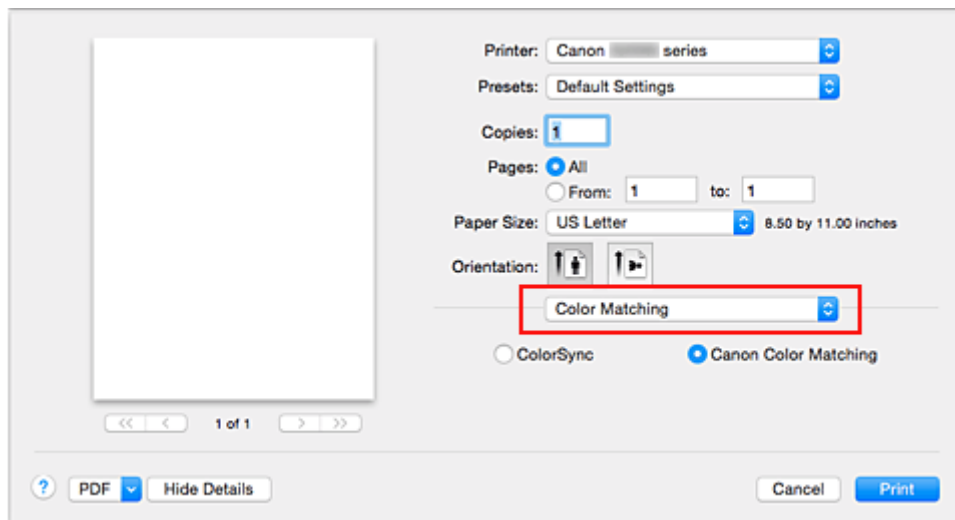 Printer: Canon series
Presets: Default Settings
Copies: 1
Pages: All
From: 1 to: 1
Paper Size: US Letter 8.50 by 11.00 inches
Orientation:
Color Matching
ColorSync Canon Color Matching
<< < 1 of 1 > >>
? PDF Hide Details Cancel Print